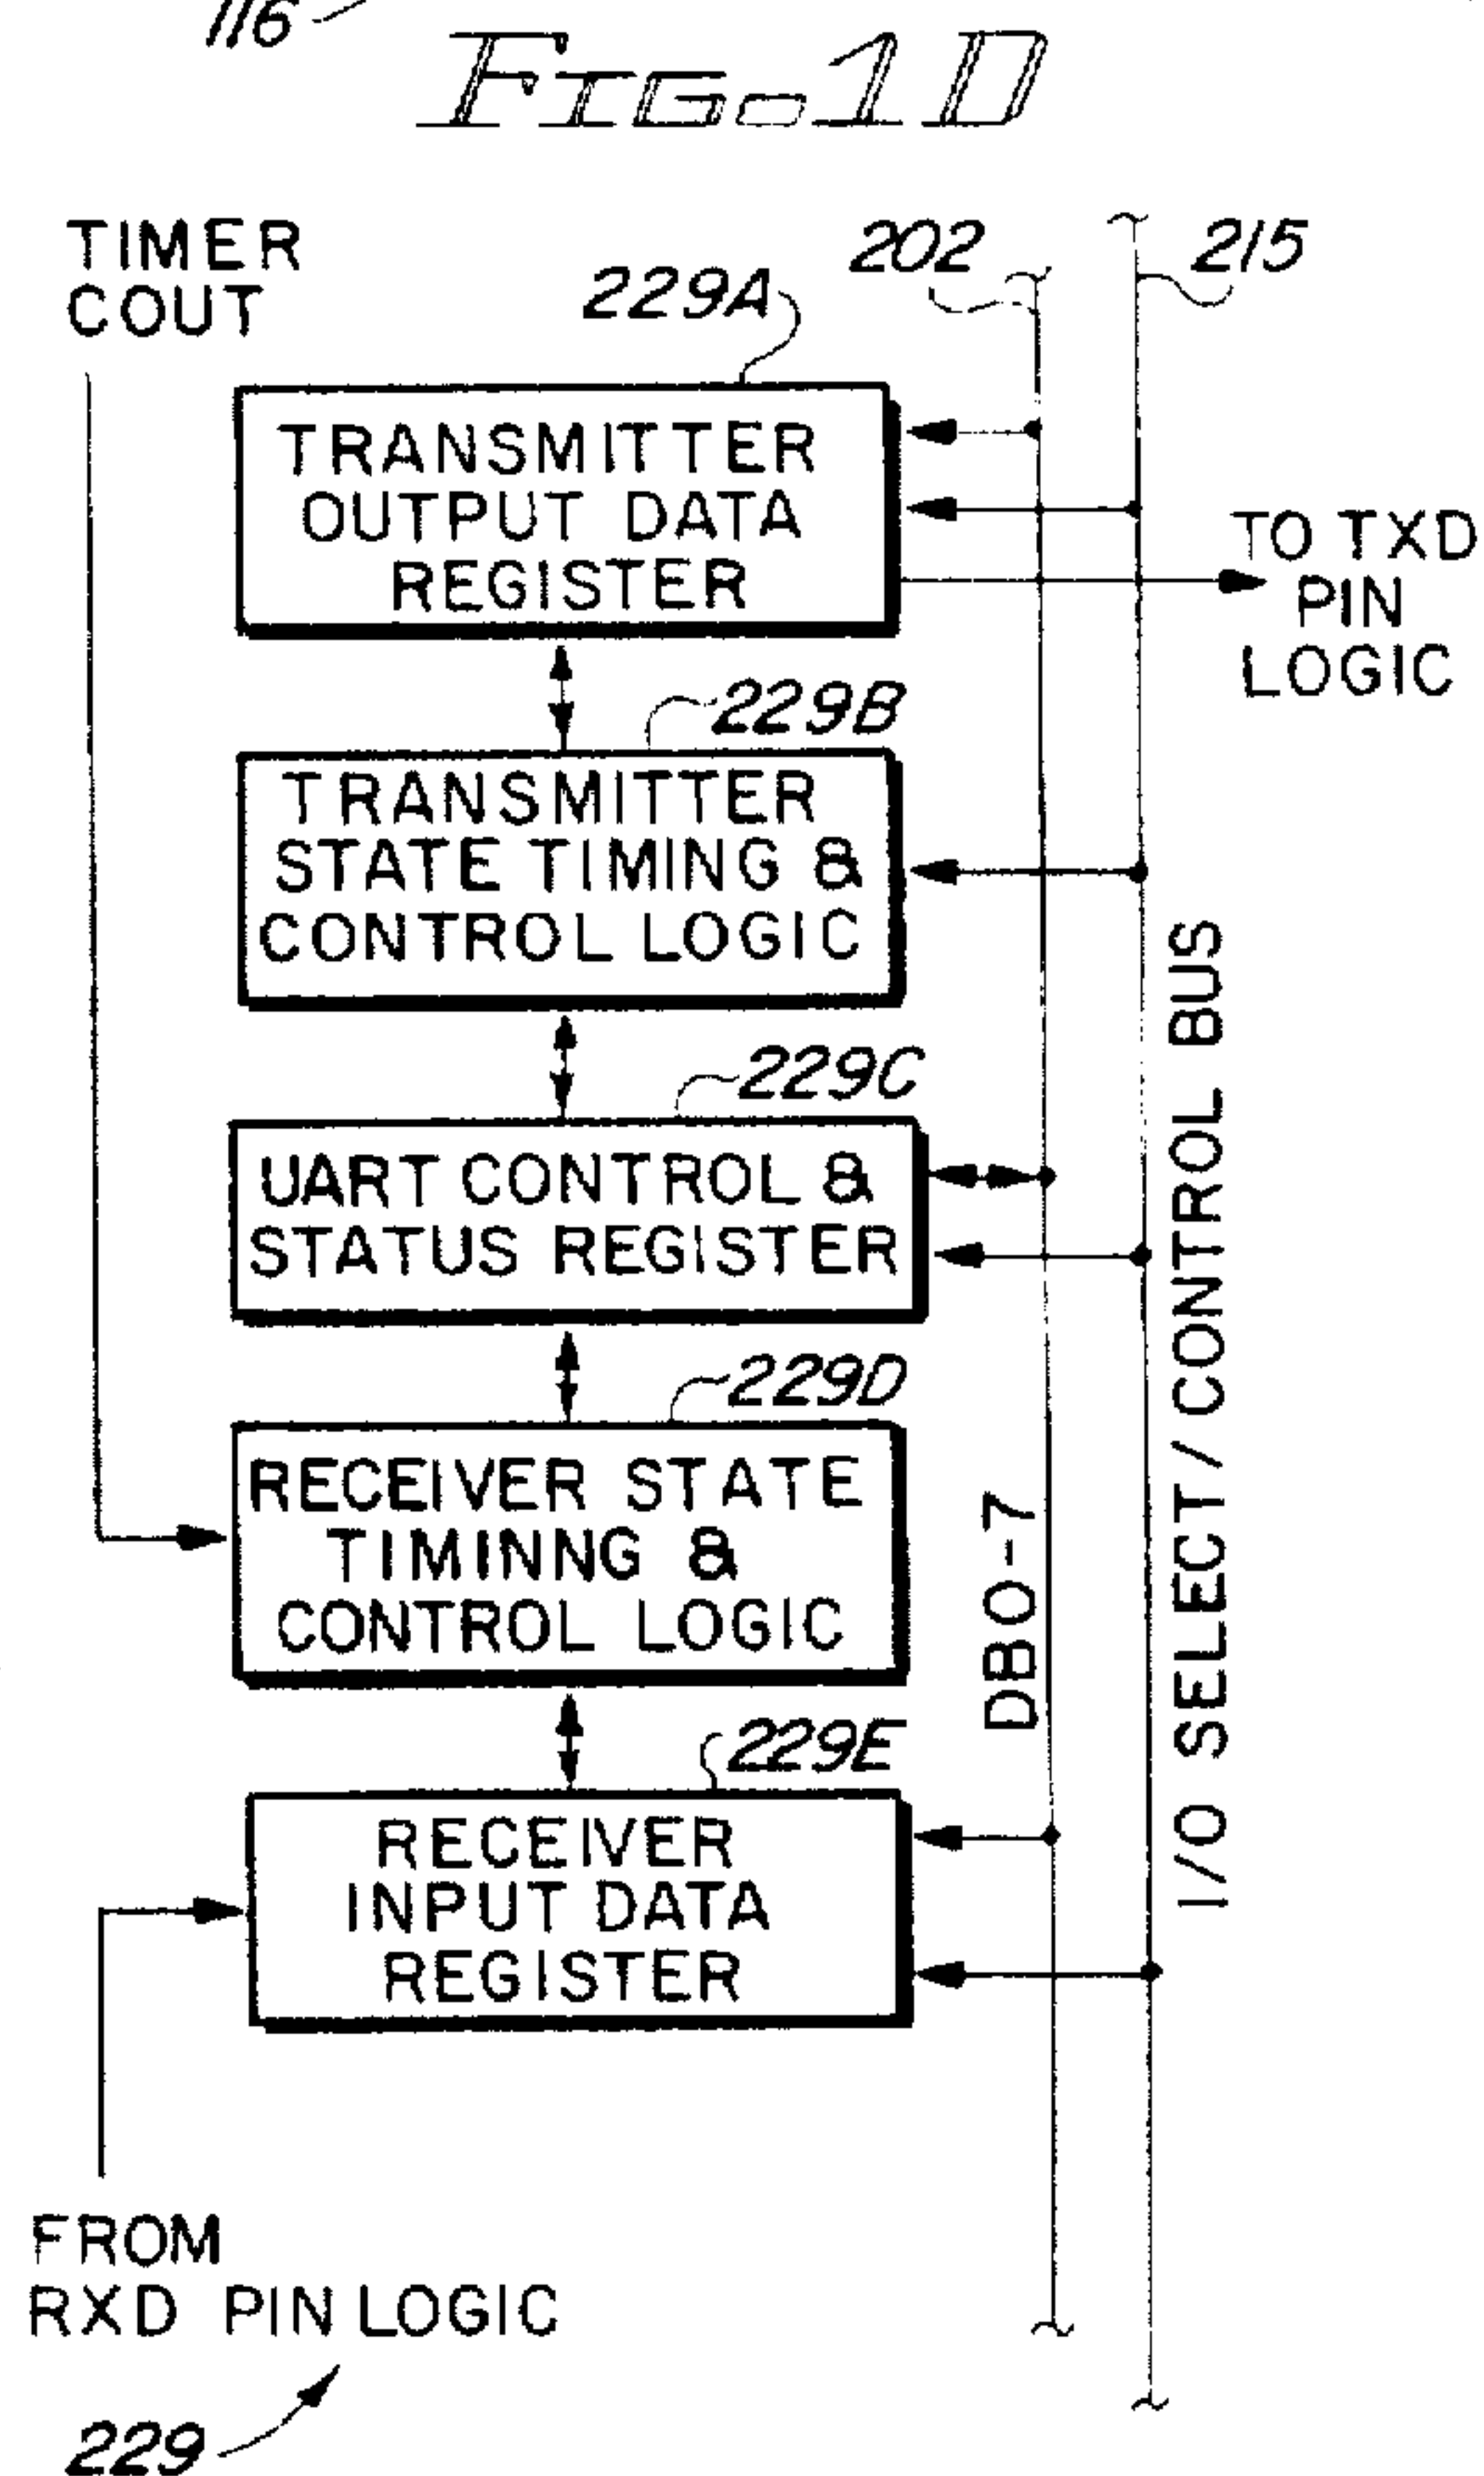 116
FIG. 1D
TIMER
COUT
229A
202
215
TRANSMITTER
OUTPUT DATA
REGISTER
TO TXD
PIN
LOGIC
229B
TRANSMITTER
STATE TIMING &
CONTROL LOGIC
229C
UART CONTROL &
STATUS REGISTER
229D
RECEIVER STATE
TIMINNG &
CONTROL LOGIC
DB0-7
I/O SELECT / CONTROL BUS
229E
RECEIVER
INPUT DATA
REGISTER
FROM
RXD PIN LOGIC
229